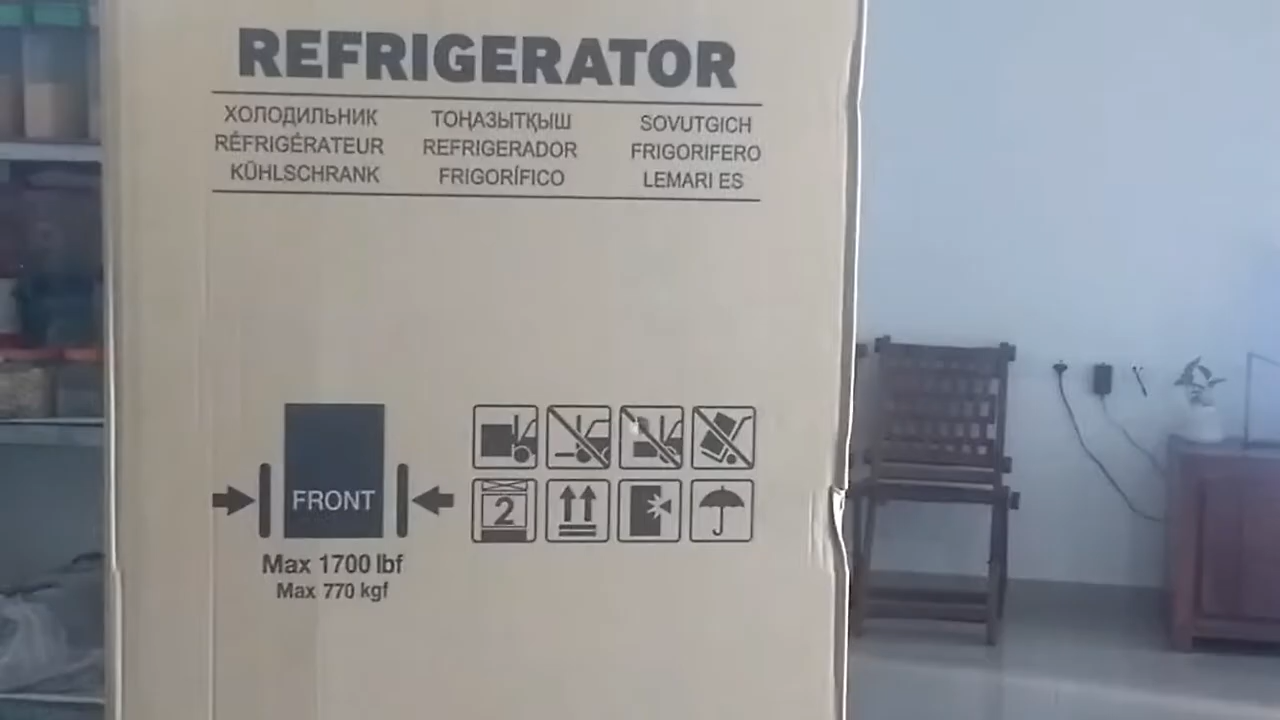 REFRIGERATOR
ХОЛОДИЛЬНИК ТОҢАЗЫТҚЫШ SOVUTGICH
RÉFRIGÉRATEUR REFRIGERADOR FRIGORIFERO
KÜHLSCHRANK FRIGORÍFICO LEMARI ES
FRONT
2
Max 1700 lbf
Max 770 kgf